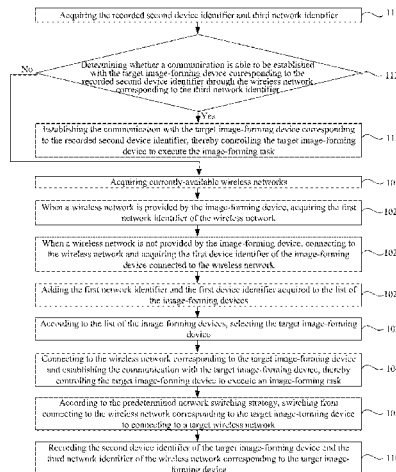 Acquiring the recorded second device identifier and third network identifier
11
No
Determining whether a communication is able to be established
with the target image-forming device corresponding to the
recorded second device identifier through the wireless network
corresponding to the third network identifier
11
Yes
Establishing the communication with the target image-forming device corresponding
to the recorded second device identifier, thereby controlling the target image-forming
device to execute the image-forming task
11
Acquiring currently-available wireless networks
10
When a wireless network is provided by the image-forming device, acquiring the first
network identifier of the wireless network
102
When a wireless network is not provided by the image-forming device, connecting to
the wireless network and acquiring the first device identifier of the image-forming
device connected to the wireless network
102
Adding the first network identifier and the first device identifier acquired to the list of
the image-forming devices
102
According to the list of the image-forming devices, selecting the target image-forming
device
10
Connecting to the wireless network corresponding to the target image-forming device
and establishing the communication with the target image-forming device, thereby
controlling the target image-forming device to execute an image-forming task
10
According to the predetermined network switching strategy, switching from
connecting to the wireless network corresponding to the target image-forming device
to connecting to a target wireless network
10
Recording the second device identifier of the target image-forming device and the
third network identifier of the wireless network corresponding to the target image-
forming device
110